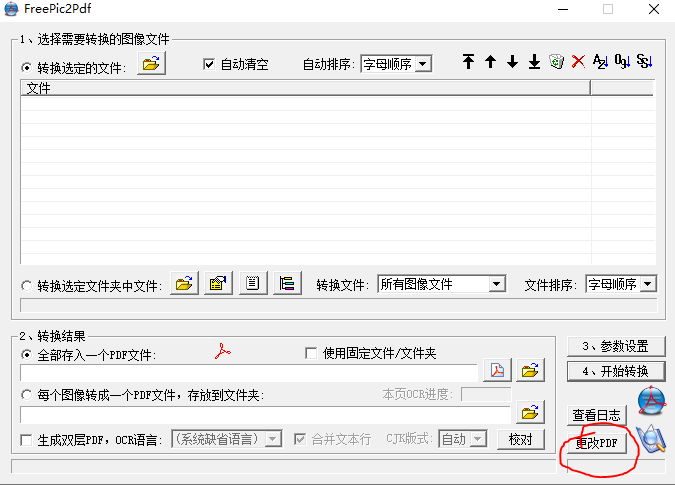 FreePic2Pdf
1、选择需要转换的图像文件
转换选定的文件: 自动清空 自动排序: 字母顺序
文件
转换选定文件夹中文件: 转换文件: 所有图像文件 文件排序: 字母顺序
2、转换结果
全部存入一个PDF文件: 使用固定文件/文件夹
3、参数设置
4、开始转换
每个图像转成一个PDF文件，存放到文件夹: 本页OCR进度:
查看日志
生成双层PDF，OCR语言: (系统缺省语言) 合并文本行 CJK版式: 自动 校对
更改PDF